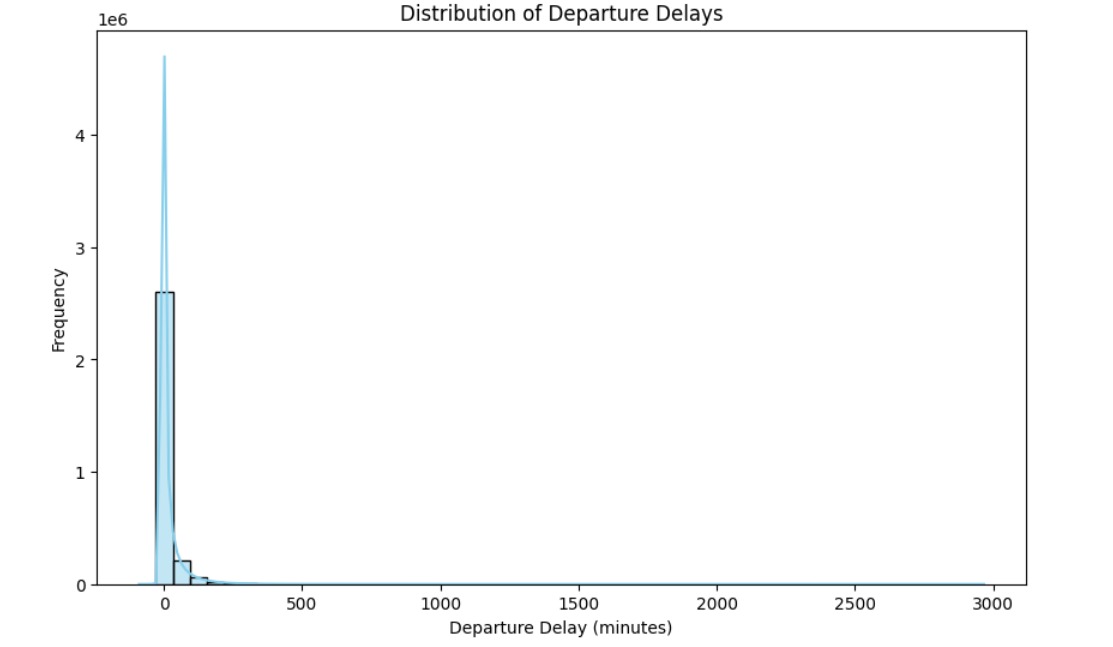 Distribution of Departure Delays
1e6
4
3
2
1
0
Frequency
0 500 1000 1500 2000 2500 3000
Departure Delay (minutes)